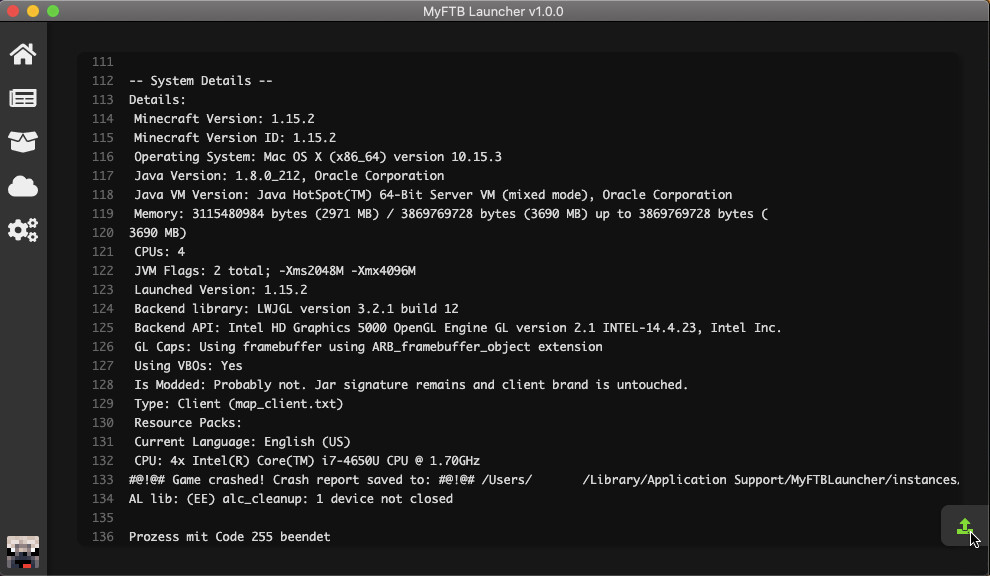 MyFTB Launcher v1.0.0
111
112 -- System Details --
113 Details:
114 Minecraft Version: 1.15.2
115 Minecraft Version ID: 1.15.2
116 Operating System: Mac OS X (x86_64) version 10.15.3
117 Java Version: 1.8.0_212, Oracle Corporation
118 Java VM Version: Java HotSpot(TM) 64-Bit Server VM (mixed mode), Oracle Corporation
119 Memory: 3115480984 bytes (2971 MB) / 3869769728 bytes (3690 MB) up to 3869769728 bytes (
120 3690 MB)
121 CPUs: 4
122 JVM Flags: 2 total; -Xms2048M -Xmx4096M
123 Launched Version: 1.15.2
124 Backend library: LWJGL version 3.2.1 build 12
125 Backend API: Intel HD Graphics 5000 OpenGL Engine GL version 2.1 INTEL-14.4.23, Intel Inc.
126 GL Caps: Using framebuffer using ARB_framebuffer_object extension
127 Using VBOs: Yes
128 Is Modded: Probably not. Jar signature remains and client brand is untouched.
129 Type: Client (map_client.txt)
130 Resource Packs:
131 Current Language: English (US)
132 CPU: 4x Intel(R) Core(TM) i7-4650U CPU @ 1.70GHz
133 #@!@# Game crashed! Crash report saved to: #@!@# /Users/ /Library/Application Support/MyFTBLauncher/instances
134 AL lib: (EE) alc_cleanup: 1 device not closed
135
136 Prozess mit Code 255 beendet